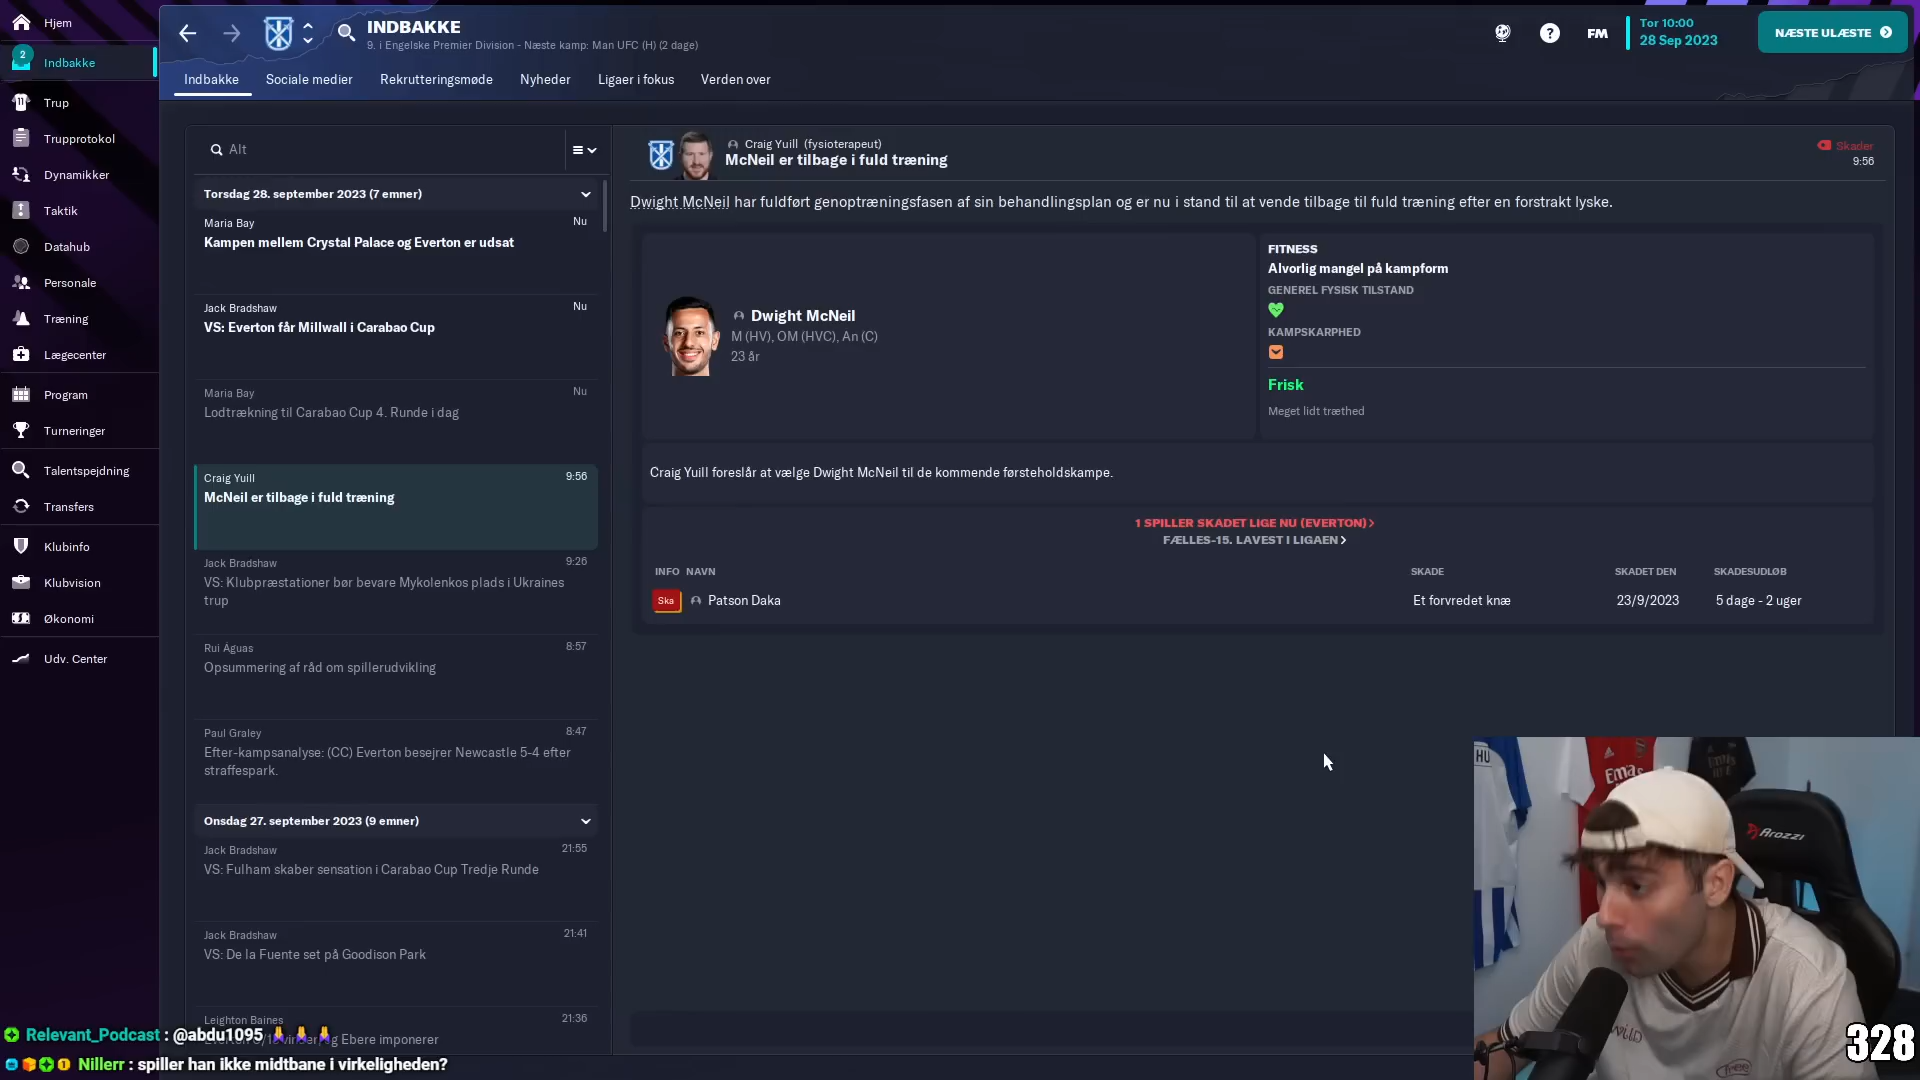 Hjem
2
Indbakke
Trup
Trupprotokol
Dynamikker
Taktik
Datahub
Personale
Træning
Lægecenter
Program
Turneringer
Talentspejdning
Transfers
Klubinfo
Klubvision
Økonomi
Udv. Center
INDBAKKE
9. i Engelske Premier Division - Næste kamp: Man UFC (H) (2 dage)
?
FM
Tor 10:00
28 Sep 2023
NÆSTE ULÆSTE
Indbakke
Sociale medier
Rekrutteringsmøde
Nyheder
Ligaer i fokus
Verden over
Alt
Torsdag 28. september 2023 (7 emner)
Maria Bay
Nu
Kampen mellem Crystal Palace og Everton er udsat
Jack Bradshaw
Nu
VS: Everton får Millwall i Carabao Cup
Maria Bay
Nu
Lodtrækning til Carabao Cup 4. Runde i dag
Craig Yuill
9:56
McNeil er tilbage i fuld træning
Jack Bradshaw
9:26
VS: Klubpræstationer bør bevare Mykolenkos plads i Ukraines
trup
Rui Águas
8:57
Opsummering af råd om spillerudvikling
Paul Graley
8:47
Efter-kampsanalyse: (CC) Everton besejrer Newcastle 5-4 efter
straffespark.
Onsdag 27. september 2023 (9 emner)
Jack Bradshaw
21:55
VS: Fulham skaber sensation i Carabao Cup Tredje Runde
Jack Bradshaw
21:41
VS: De la Fuente set på Goodison Park
Leighton Baines
21:36
Ebere imponerer
Craig Yuill (fysioterapeut)
McNeil er tilbage i fuld træning
Skader
9:56
Dwight McNeil har fuldført genoptræningsfasen af sin behandlingsplan og er nu i stand til at vende tilbage til fuld træning efter en forstrakt lyske.
Dwight McNeil
M (HV), OM (HVC), An (C)
23 år
FITNESS
Alvorlig mangel på kampform
GENEREL FYSISK TILSTAND
KAMPSKARPHED
Frisk
Meget lidt træthed
Craig Yuill foreslår at vælge Dwight McNeil til de kommende førsteholdskampe.
1 SPILLER SKADET LIGE NU (EVERTON)
FÆLLES-15. LAVEST I LIGAEN
INFO NAVN SKADE SKADET DEN SKADESUDLØB
Ska Patson Daka Et forvredet knæ 23/9/2023 5 dage - 2 uger
Relevant_Podcast : @abdu1095
Nillerr : spiller han ikke midtbane i virkeligheden?
HU
Emas
Arozzi
328